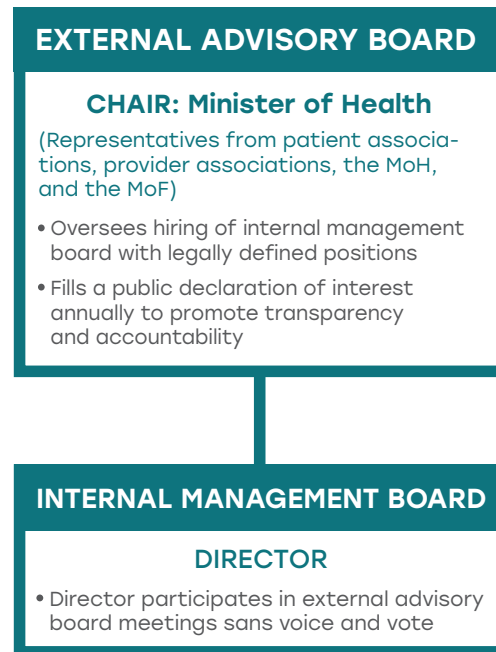 EXTERNAL ADVISORY BOARD
CHAIR: Minister of Health
(Representatives from patient associa-
tions, provider associations, the MoH,
and the MoF)
• Oversees hiring of internal management
board with legally defined positions
• Fills a public declaration of interest
annually to promote transparency
and accountability
INTERNAL MANAGEMENT BOARD
DIRECTOR
• Director participates in external advisory
board meetings sans voice and vote